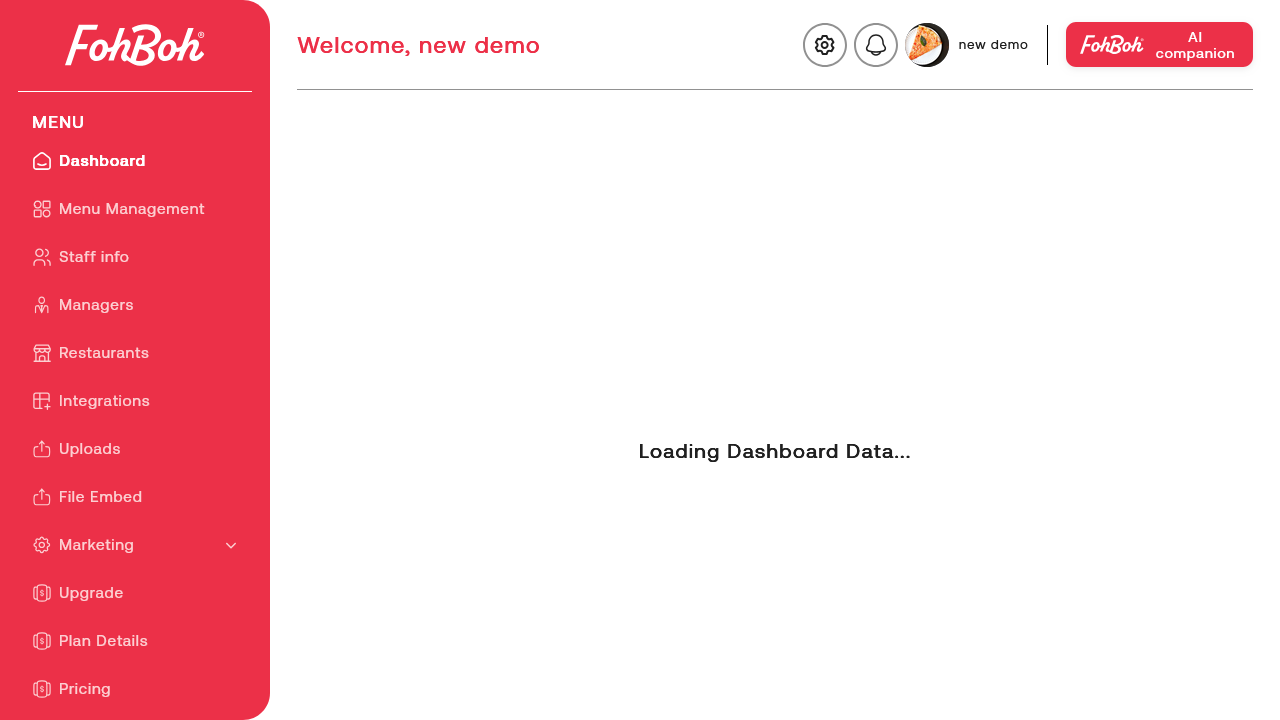 FohBoh®
MENU
Dashboard
Menu Management
Staff info
Managers
Restaurants
Integrations
Uploads
File Embed
Marketing
Upgrade
Plan Details
Pricing
Welcome, new demo
new demo
FohBoh AI companion
Loading Dashboard Data...